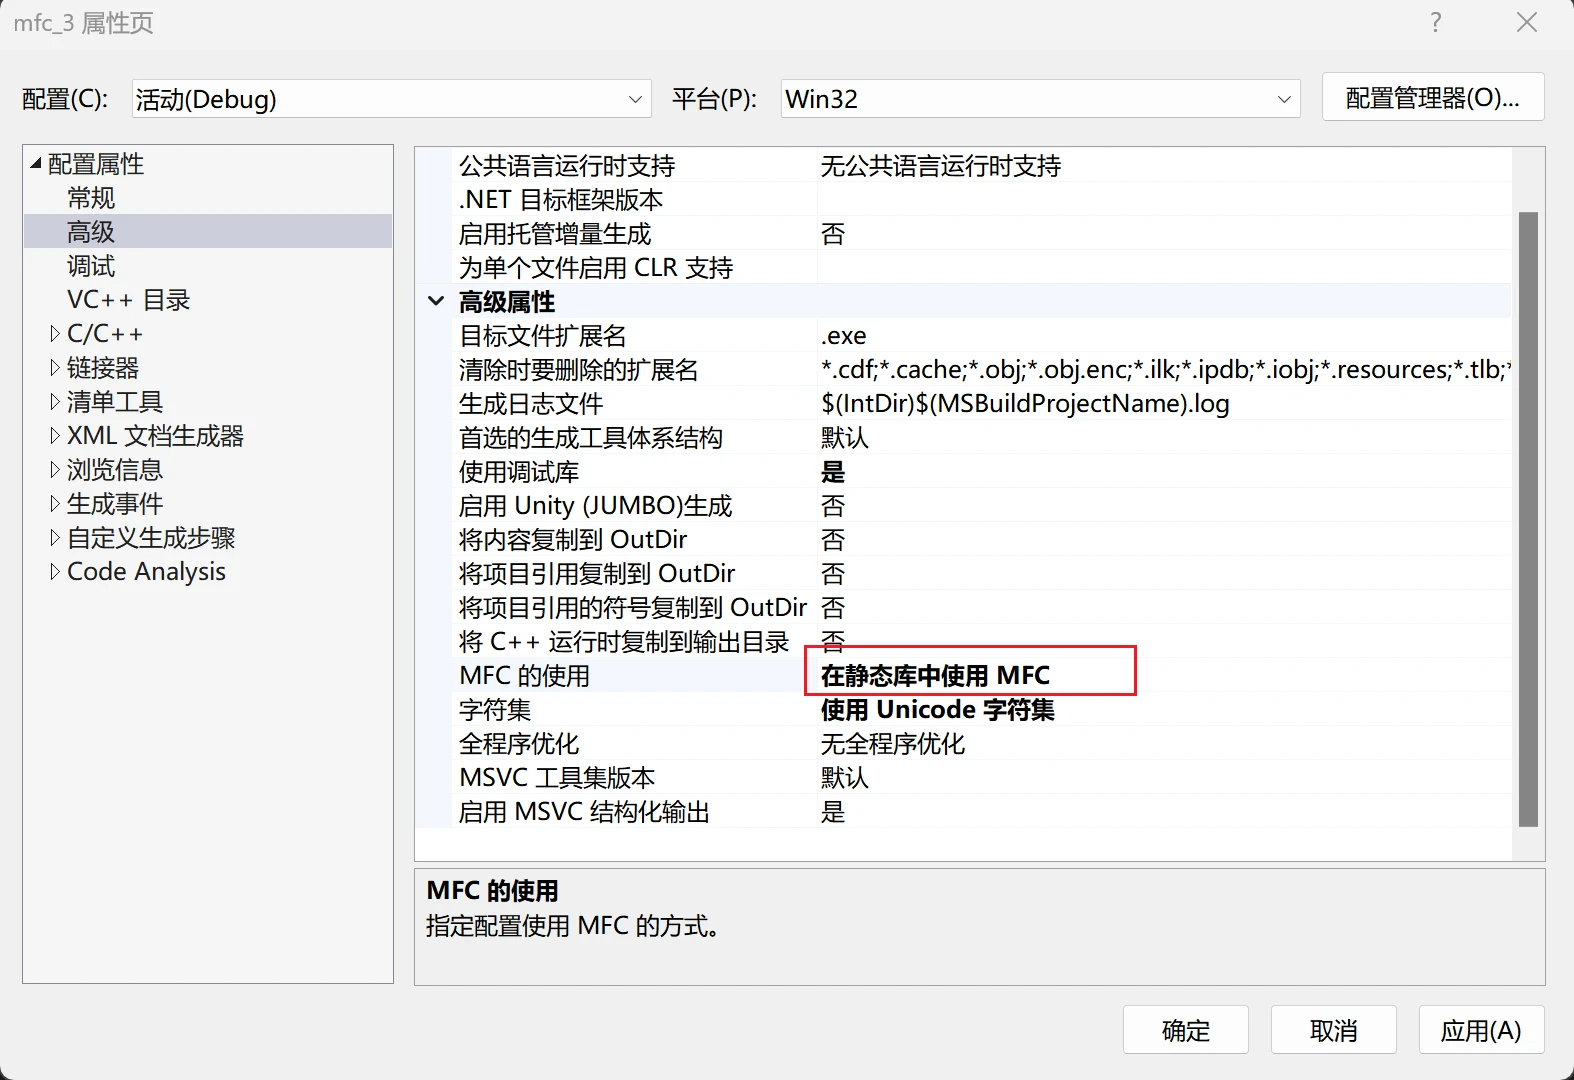 mfc_3 属性页
配置(C): 活动(Debug) 平台(P): Win32 配置管理器(O)...
配置属性
常规
高级
调试
VC++ 目录
C/C++
链接器
清单工具
XML 文档生成器
浏览信息
生成事件
自定义生成步骤
Code Analysis
公共语言运行时支持 无公共语言运行时支持
.NET 目标框架版本
启用托管增量生成 否
为单个文件启用 CLR 支持
高级属性
目标文件扩展名 .exe
清除时要删除的扩展名 *.cdf;*.cache;*.obj;*.obj.enc;*.ilk;*.ipdb;*.iobj;*.resources;*.tlb;*
生成日志文件 $(IntDir)$(MSBuildProjectName).log
首选的生成工具体系结构 默认
使用调试库 是
启用 Unity (JUMBO)生成 否
将内容复制到 OutDir 否
将项目引用复制到 OutDir 否
将项目引用的符号复制到 OutDir 否
将 C++ 运行时复制到输出目录 否
MFC 的使用 在静态库中使用 MFC
字符集 使用 Unicode 字符集
全程序优化 无全程序优化
MSVC 工具集版本 默认
启用 MSVC 结构化输出 是
MFC 的使用
指定配置使用 MFC 的方式。
确定 取消 应用(A)